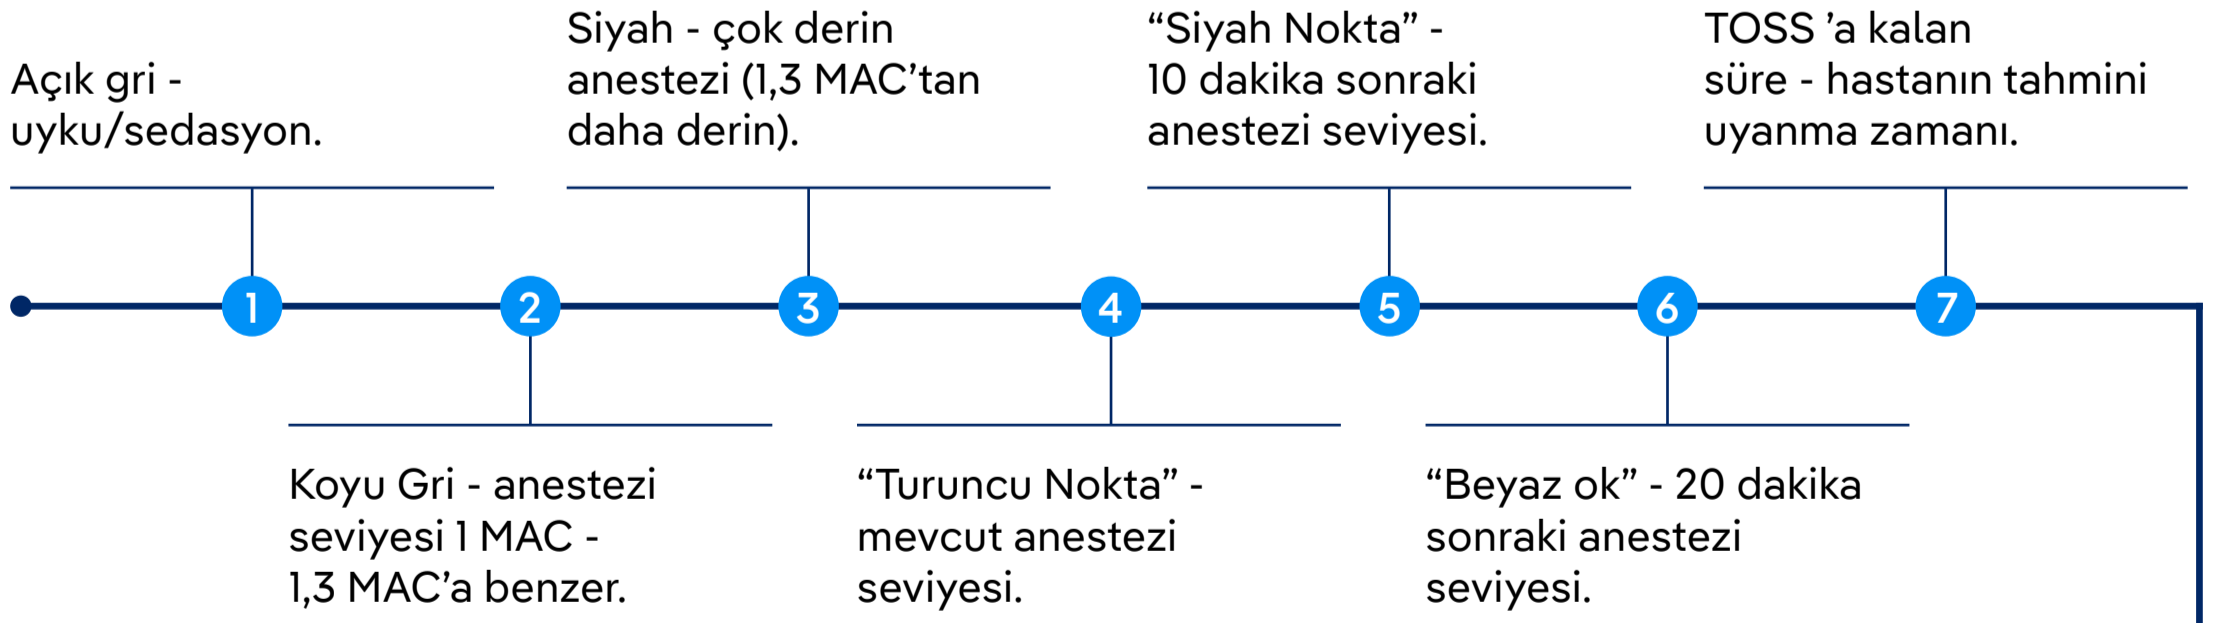 Açık gri -
uyku/sedasyon.
1
Koyu Gri - anestezi
seviyesi 1 MAC -
1,3 MAC’a benzer.
2
Siyah - çok derin
anestezi (1,3 MAC’tan
daha derin).
3
“Turuncu Nokta” -
mevcut anestezi
seviyesi.
4
“Siyah Nokta” -
10 dakika sonraki
anestezi seviyesi.
5
“Beyaz ok” - 20 dakika
sonraki anestezi
seviyesi.
6
TOSS ’a kalan
süre - hastanın tahmini
uyanma zamanı.
7